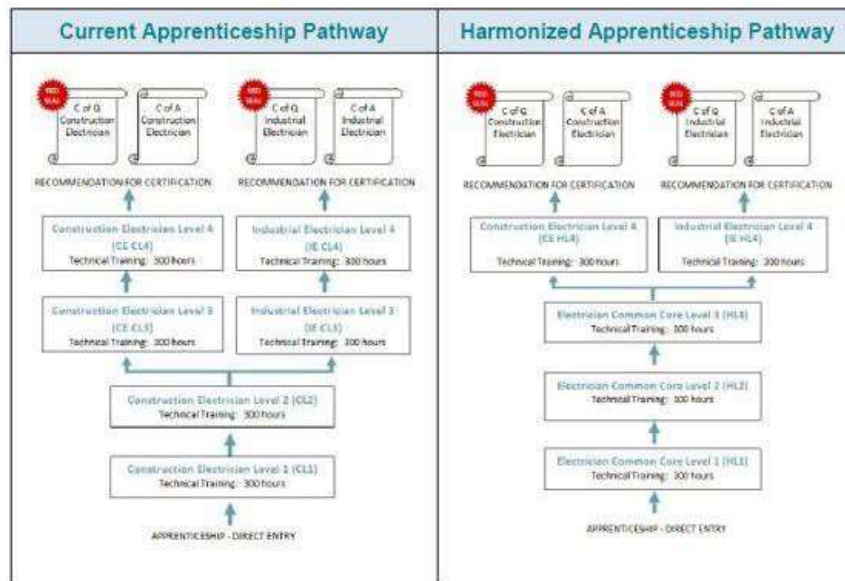 Current Apprenticeship Pathway
RED
SEAL
C of Q
Construction
Electrician
C of A
Construction
Electrician
RED
SEAL
C of Q
Industrial
Electrician
C of A
Industrial
Electrician
RECOMMENDATION FOR CERTIFICATION
RECOMMENDATION FOR CERTIFICATION
Construction Electrician Level 4
(CE CL4)
Technical Training: 300 hours
Industrial Electrician Level 4
(IE CL4)
Technical Training: 300 hours
Construction Electrician Level 3
(CE CL3)
Technical Training: 300 hours
Industrial Electrician Level 3
(IE CL3)
Technical Training: 300 hours
Construction Electrician Level 2 (CL2)
Technical Training: 300 hours
Construction Electrician Level 1 (CL1)
Technical Training: 300 hours
APPRENTICESHIP - DIRECT ENTRY
Harmonized Apprenticeship Pathway
RED
SEAL
C of Q
Construction
Electrician
C of A
Construction
Electrician
RED
SEAL
C of Q
Industrial
Electrician
C of A
Industrial
Electrician
RECOMMENDATION FOR CERTIFICATION
RECOMMENDATION FOR CERTIFICATION
Construction Electrician Level 4
(CE HL4)
Technical Training: 300 hours
Industrial Electrician Level 4
(IE HL4)
Technical Training: 300 hours
Electrician Common Core Level 3 (HL3)
Technical Training: 300 hours
Electrician Common Core Level 2 (HL2)
Technical Training: 300 hours
Electrician Common Core Level 1 (HL1)
Technical Training: 300 hours
APPRENTICESHIP - DIRECT ENTRY